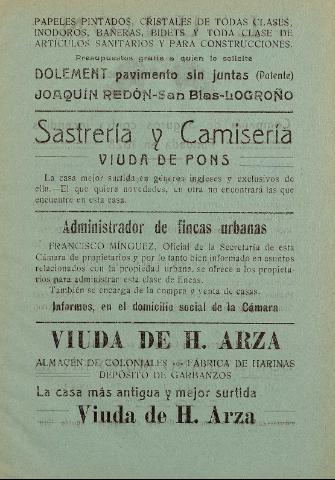 PAPELES PINTADOS, CRISTALES DE TODAS CLASES,
INODOROS, BAÑERAS, BIDETS Y TODA CLASE DE
ARTÍCULOS SANITARIOS Y PARA CONSTRUCCIONES.
Presupuestos gratis a quien lo solicite
DOLEMENT pavimento sin juntas (Patente)
JOAQUÍN REDÓN-San Blas-LOGROÑO
Sastrería y Camisería
VIUDA DE PONS
La casa mejor surtida en géneros ingleses y exclusivos de
ella.—El que quiera novedades, en otra no encontrará las que
encuentre en esta casa.
Administrador de fincas urbanas
FRANCISCO MÍNGUEZ, Oficial de la Secretaría de esta
Cámara de propietarios y por lo tanto bien informado en asuntos
relacionados con la propiedad urbana, se ofrece a los propieta-
rios para administrar esta clase de fincas.
También se encarga de la compra y venta de casas.
Informes, en el domicilio social de la Cámara
VIUDA DE H. ARZA
ALMACÉN DE COLONIALES FÁBRICA DE HARINAS
DEPÓSITO DE GARBANZOS
La casa más antigua y mejor surtida
Viuda de H. Arza